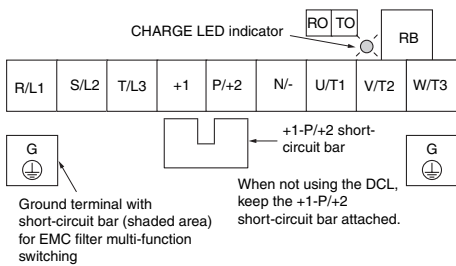 RO TO
CHARGE LED indicator
RB
R/L1 S/L2 T/L3 +1 P/+2 N/- U/T1 V/T2 W/T3
G
+1-P/+2 short-
circuit bar
G
When not using the DCL,
keep the +1-P/+2
short-circuit bar attached.
Ground terminal with
short-circuit bar (shaded area)
for EMC filter multi-function
switching